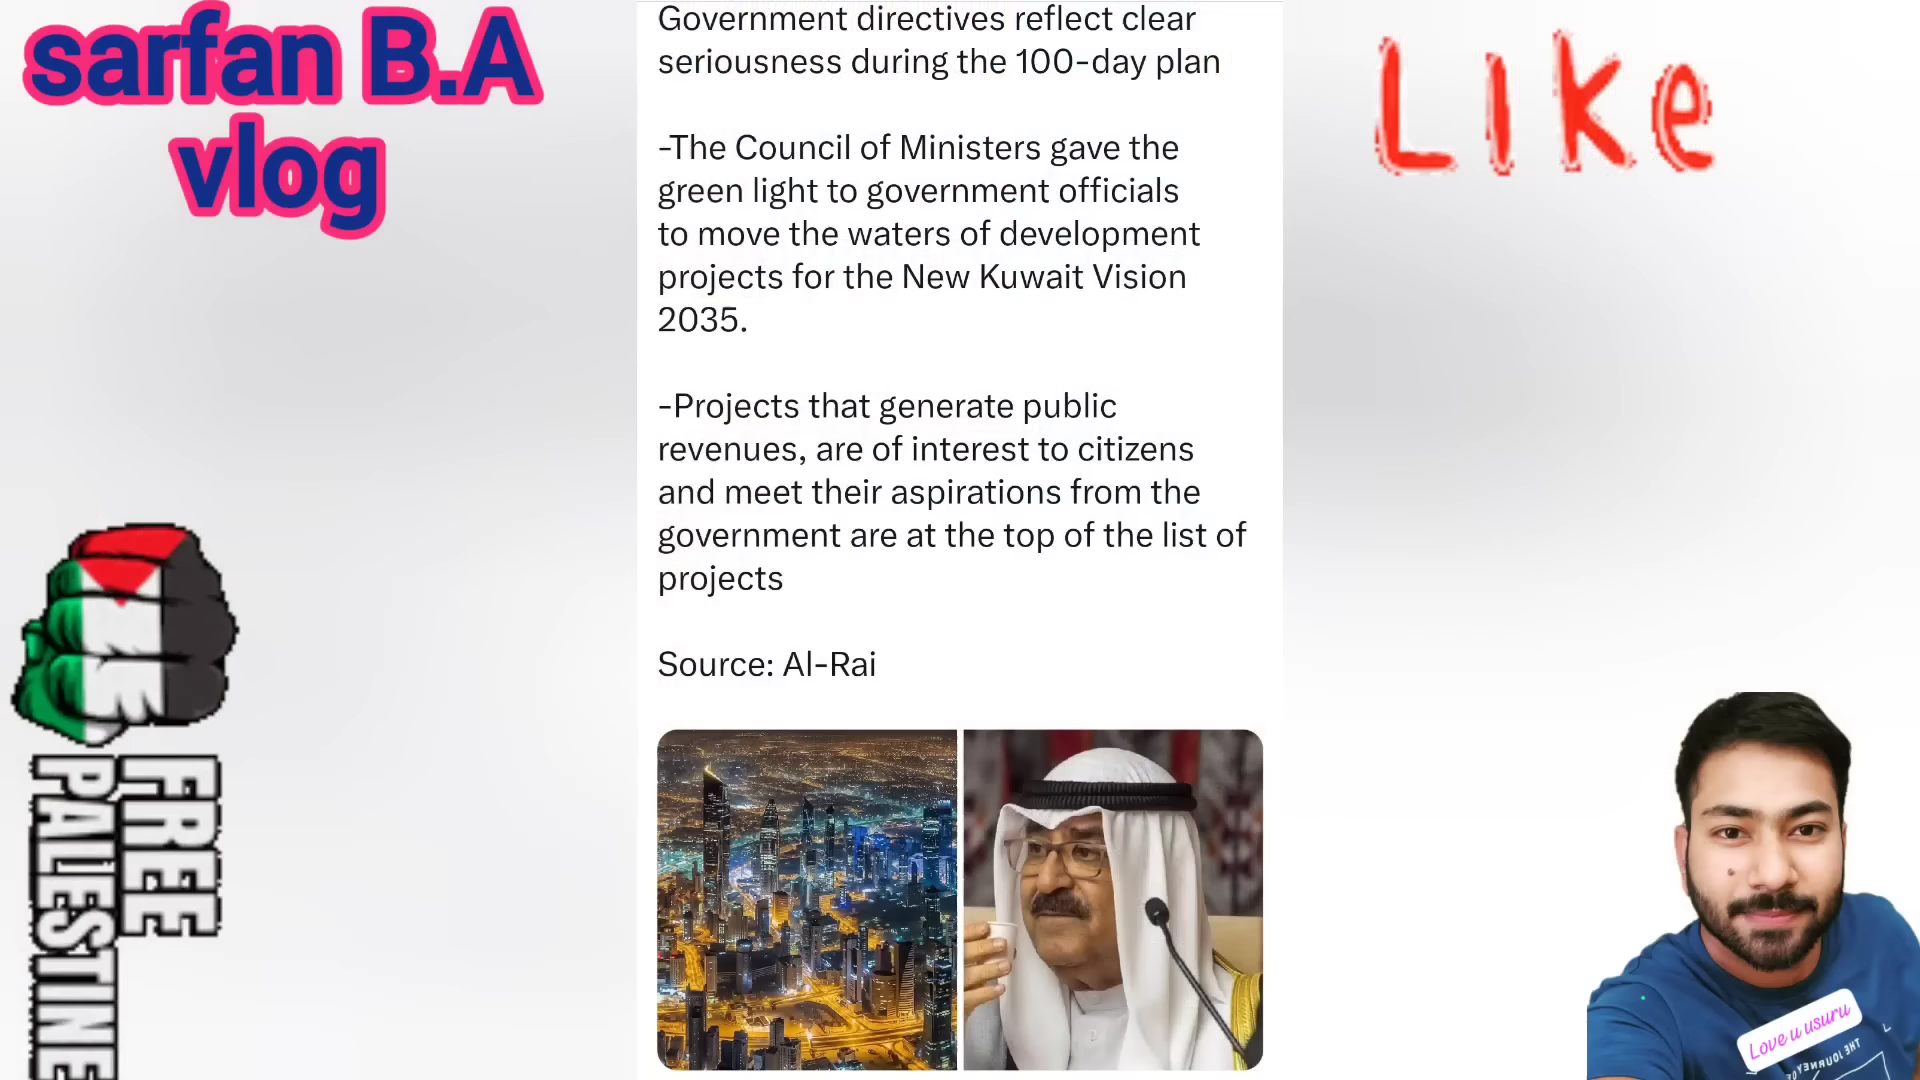 sarfan B.A
vlog
Government directives reflect clear
seriousness during the 100-day plan
-The Council of Ministers gave the
green light to government officials
to move the waters of development
projects for the New Kuwait Vision
2035.
-Projects that generate public
revenues, are of interest to citizens
and meet their aspirations from the
government are at the top of the list of
projects
Source: Al-Rai
LIKe
FREE
PALESTINE
Love u usuru
THE JOURNEY OF